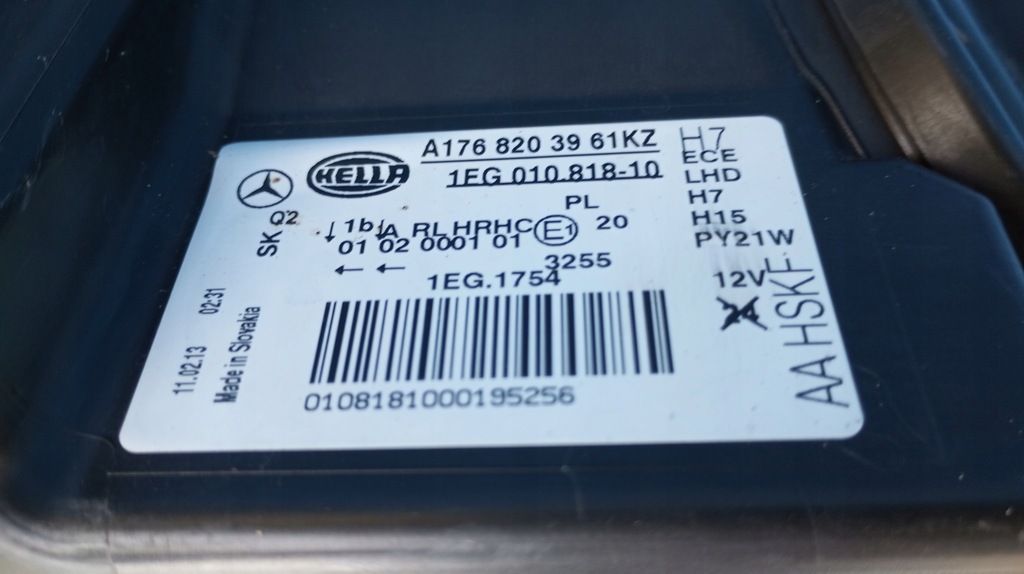 A176 820 39 61KZ
HELLA
1EG 010.818-10
SK Q2
PL
1b A RL HRHC E1 20
01 02 0001 01
← ←
3255
1EG.1754
0108181000195256
11.02.13 02:31
Made in Slovakia
H7
ECE
LHD
H7
H15
PY21W
12V
24
AAHSKF